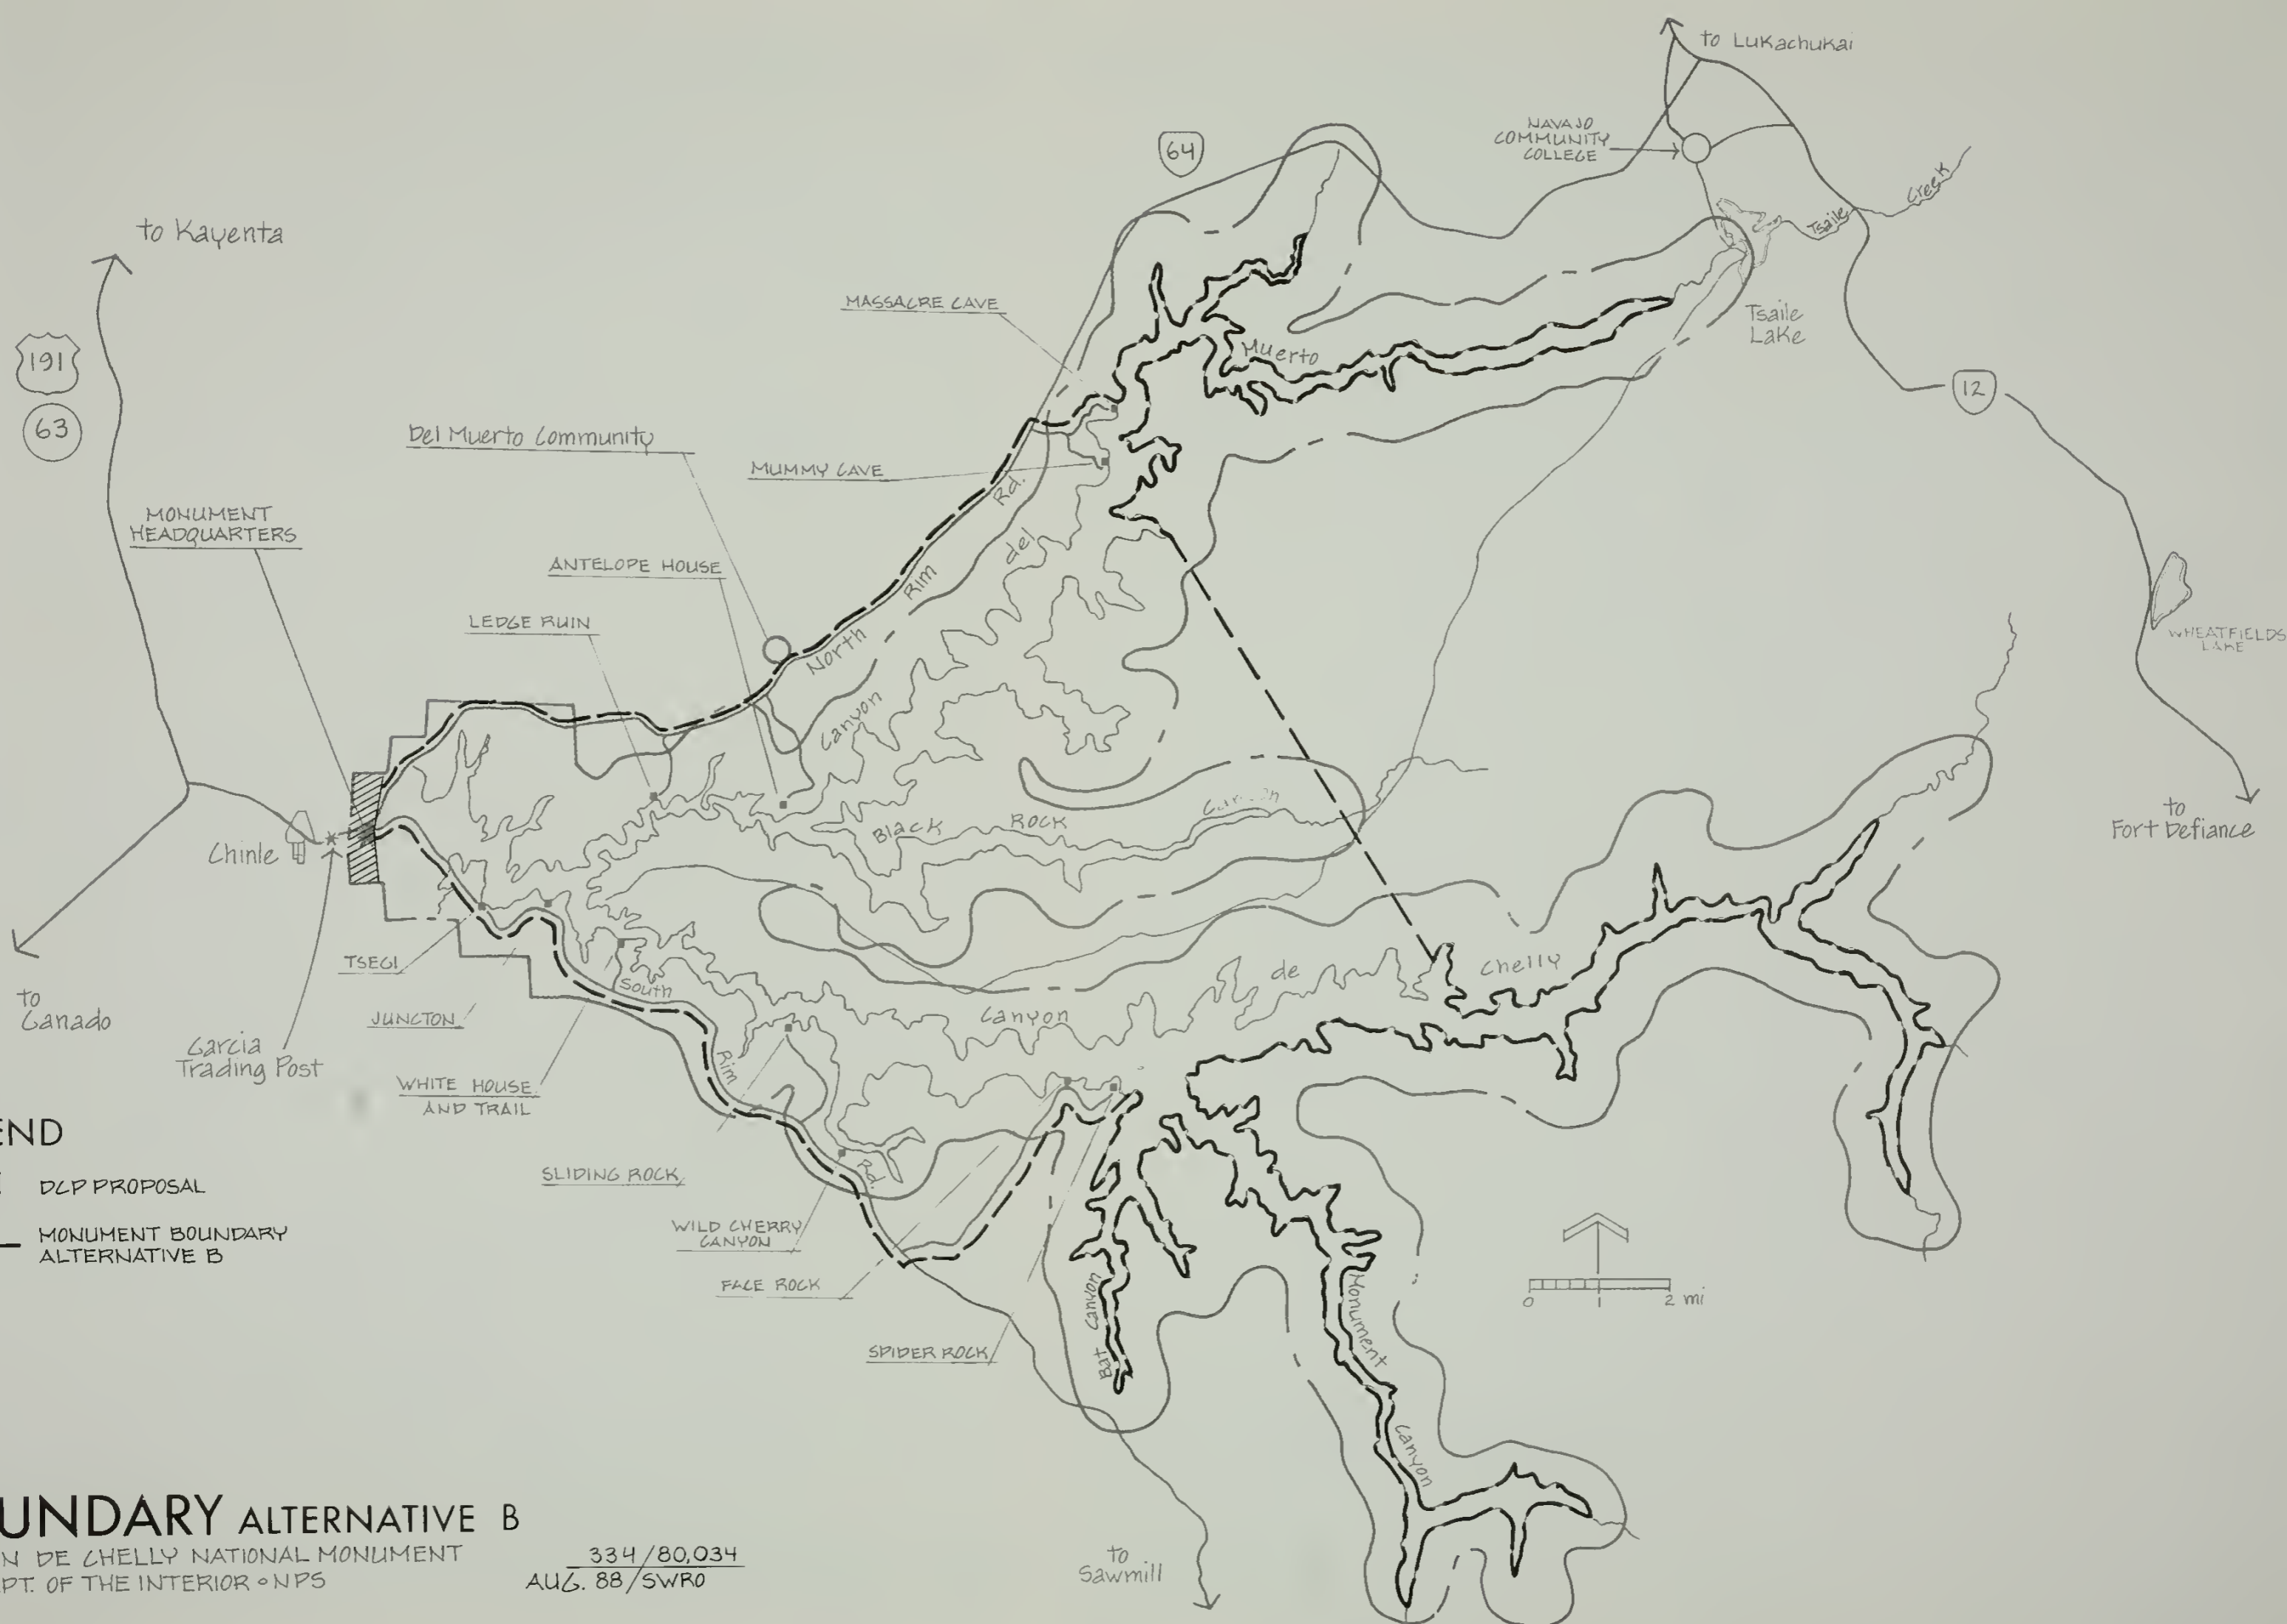 to Lukachukai
NAVAJO
COMMUNITY
COLLEGE
64
Tsaile
Creek
to Kayenta
MASSACRE CAVE
Tsaile
Lake
Muerto
191
63
12
Del Muerto Community
MUMMY CAVE
Rd.
MONUMENT
HEADQUARTERS
del
ANTELOPE HOUSE
Rim
LEDGE RUIN
North
WHEATFIELDS
LAKE
Canyon
Black
ROCK
Canyon
to
Fort Defiance
Chinle
TSEGI
de
Chelly
South
Canyon
to
Ganado
JUNCTON
Garcia
Trading Post
Rim
WHITE HOUSE
AND TRAIL
END
DCP PROPOSAL
SLIDING ROCK
Rd.
MONUMENT BOUNDARY
ALTERNATIVE B
WILD CHERRY
CANYON
FACE ROCK
Bat Canyon
Monument
Canyon
0 1 2 mi
SPIDER ROCK
UNDARY ALTERNATIVE B
N DE CHELLY NATIONAL MONUMENT
PT. OF THE INTERIOR • NPS
334/80,034
AUG. 88/SWRO
to
Sawmill